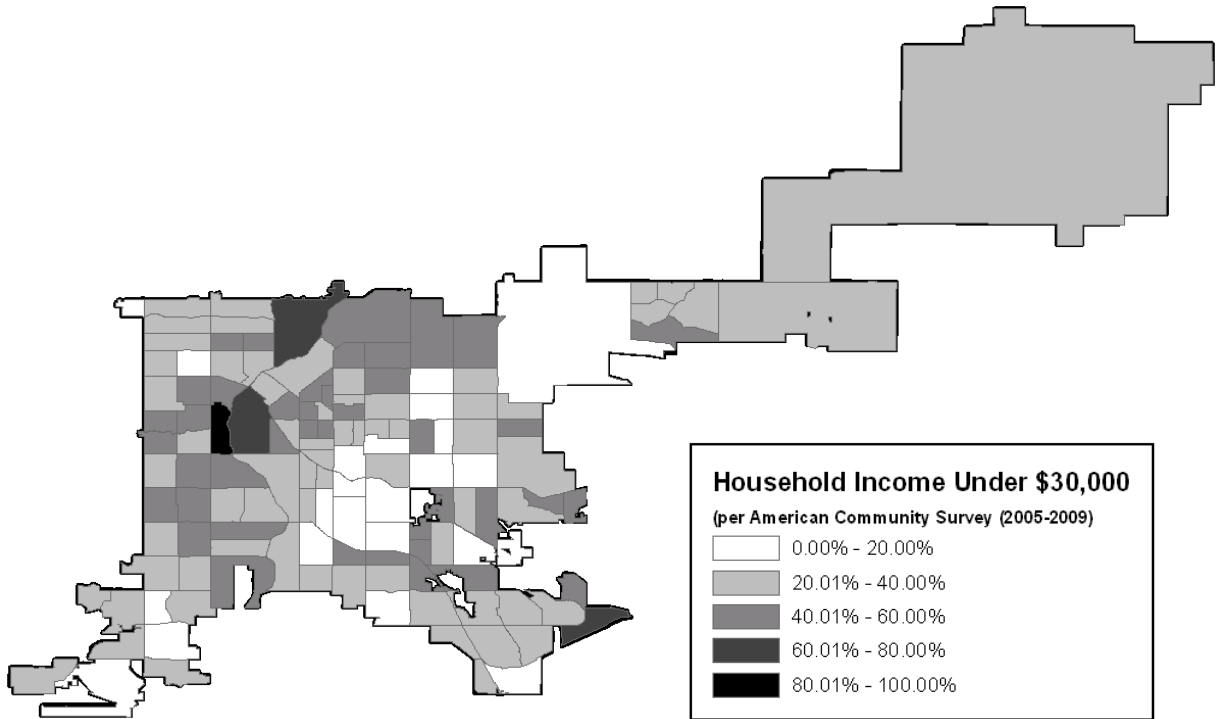 Household Income Under $30,000
(per American Community Survey (2005-2009)
0.00% - 20.00%
20.01% - 40.00%
40.01% - 60.00%
60.01% - 80.00%
80.01% - 100.00%